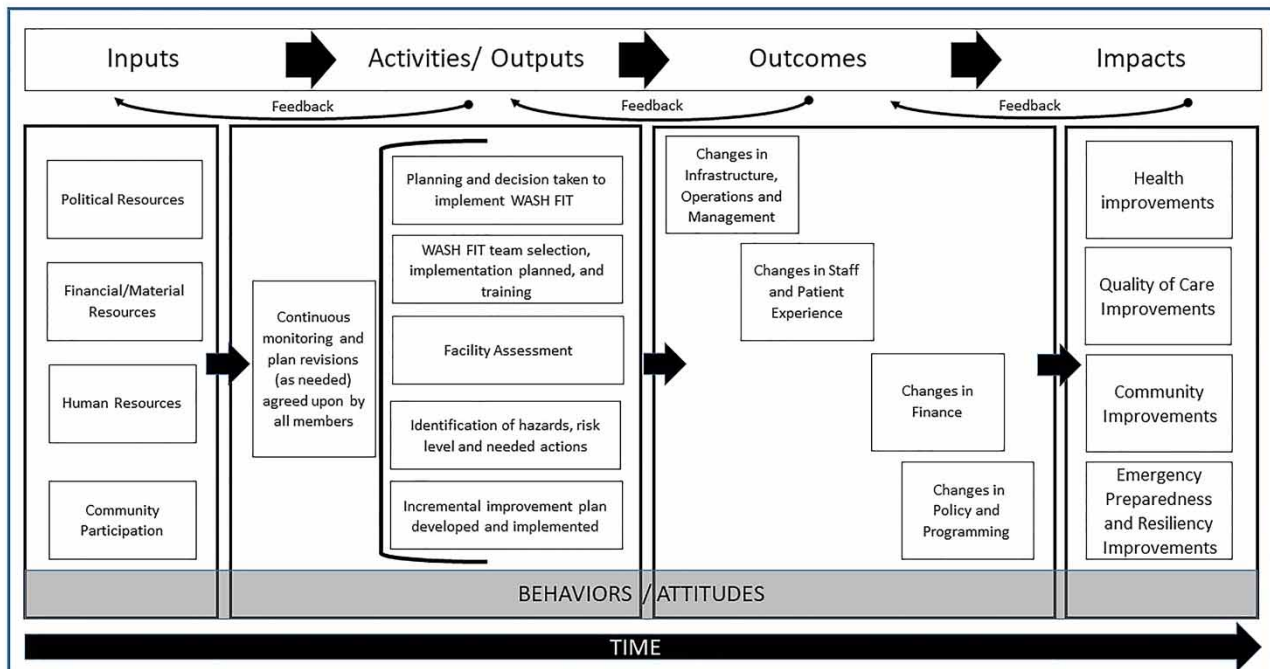 Inputs
Activities/ Outputs
Outcomes
Impacts
Feedback
Feedback
Feedback
Political Resources
Financial/Material
Resources
Human Resources
Community
Participation
Continuous
monitoring and
plan revisions
(as needed)
agreed upon by
all members
Planning and decision taken to
implement WASH FIT
WASH FIT team selection,
implementation planned, and
training
Facility Assessment
Identification of hazards, risk
level and needed actions
Incremental improvement plan
developed and implemented
Changes in
Infrastructure,
Operations and
Management
Changes in Staff
and Patient
Experience
Changes in
Finance
Changes in
Policy and
Programming
Health
improvements
Quality of Care
Improvements
Community
Improvements
Emergency
Preparedness
and Resiliency
Improvements
BEHAVIORS / ATTITUDES
TIME